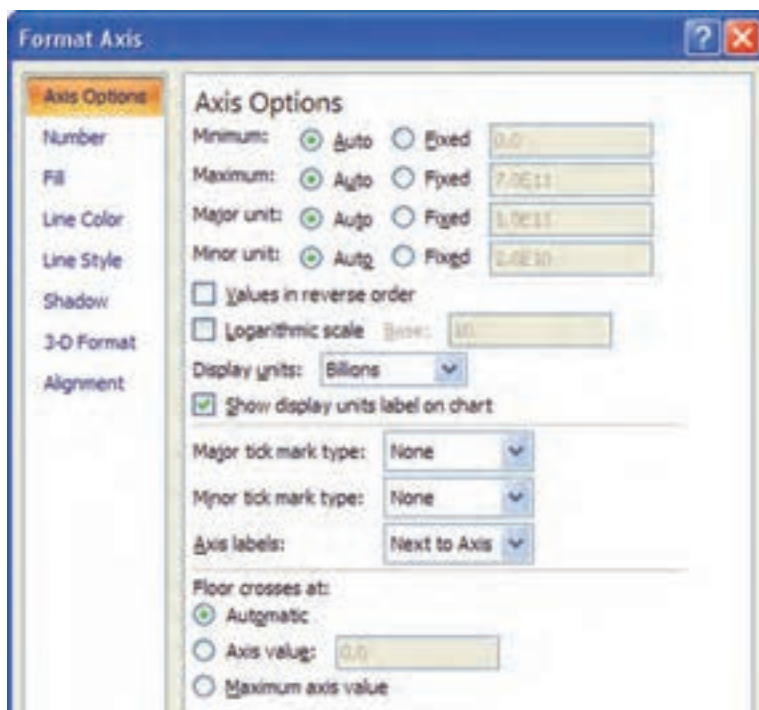 Format Axis
Axis Options
Number
Fill
Line Color
Line Style
Shadow
3-D Format
Alignment
Axis Options
Minimum: Auto Fixed 0.0
Maximum: Auto Fixed 7.0E11
Major unit: Auto Fixed 1.0E11
Minor unit: Auto Fixed 2.0E10
Values in reverse order
Logarithmic scale Base: 10
Display units: Billions
Show display units label on chart
Major tick mark type: None
Minor tick mark type: None
Axis labels: Next to Axis
Floor crosses at:
Automatic
Axis value: 0.0
Maximum axis value